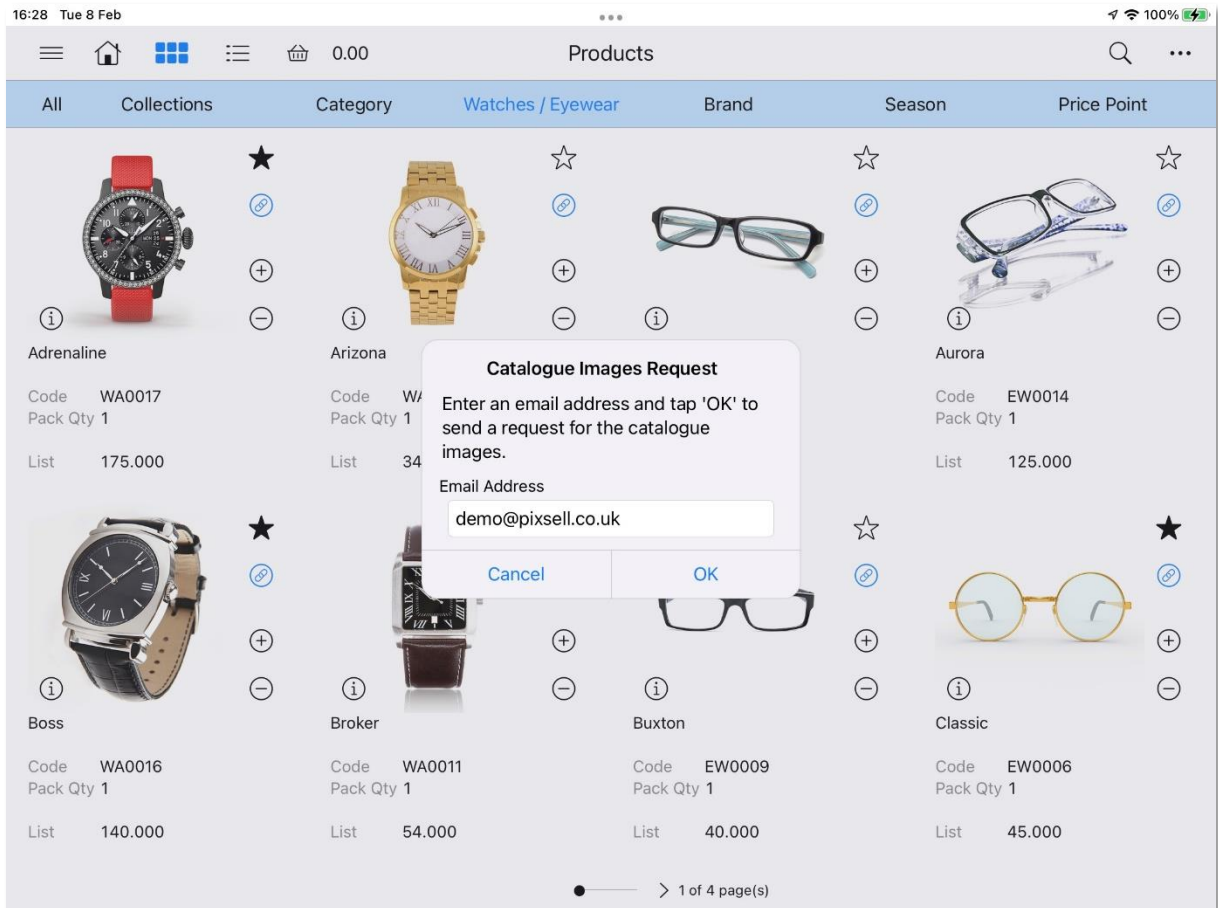 16:28 Tue 8 Feb
100%
0.00
Products
All Collections Category Watches / Eyewear Brand Season Price Point
Adrenaline
Arizona
Aurora
Code WA0017
Pack Qty 1
List 175.000
Code
Pack Qty 1
List
Code EW0014
Pack Qty 1
List 125.000
Catalogue Images Request
Enter an email address and tap 'OK' to
send a request for the catalogue
images.
Email Address
demo@pixsell.co.uk
Cancel OK
Boss
Code WA0016
Pack Qty 1
List 140.000
Broker
Code WA0011
Pack Qty 1
List 54.000
Buxton
Code EW0009
Pack Qty 1
List 40.000
Classic
Code EW0006
Pack Qty 1
List 45.000
1 of 4 page(s)